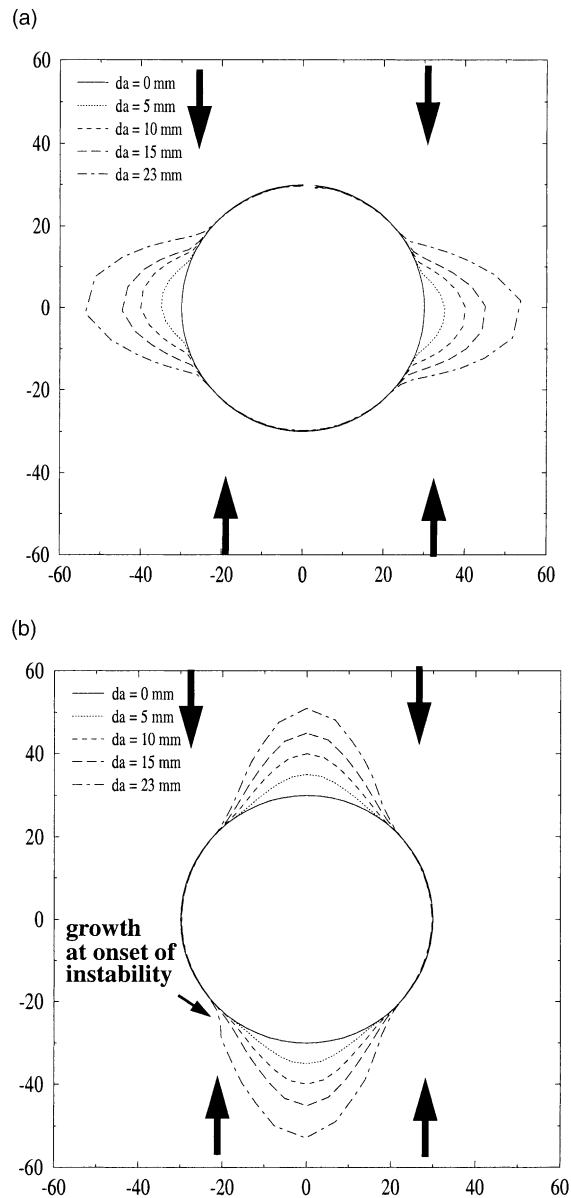 (a)
60
40
20
0
-20
-40
-60
-60
-40
-20
0
20
40
60
da = 0 mm
da = 5 mm
da = 10 mm
da = 15 mm
da = 23 mm
(b)
60
40
20
0
-20
-40
-60
-60
-40
-20
0
20
40
60
da = 0 mm
da = 5 mm
da = 10 mm
da = 15 mm
da = 23 mm
growth
at onset of
instability